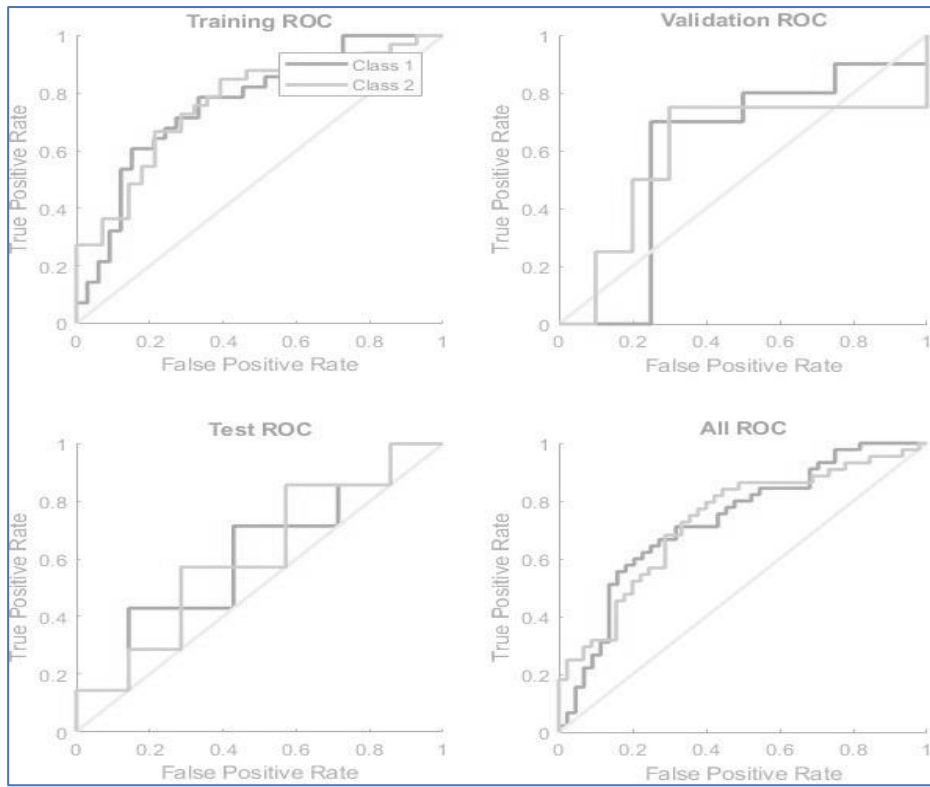 Training ROC
1
0.8
0.6
0.4
0.2
0
True Positive Rate
Class 1
Class 2
0 0.2 0.4 0.6 0.8 1
False Positive Rate
Validation ROC
1
0.8
0.6
0.4
0.2
0
True Positive Rate
0 0.2 0.4 0.6 0.8 1
False Positive Rate
Test ROC
1
0.8
0.6
0.4
0.2
0
True Positive Rate
0 0.2 0.4 0.6 0.8 1
False Positive Rate
All ROC
1
0.8
0.6
0.4
0.2
0
True Positive Rate
0 0.2 0.4 0.6 0.8 1
False Positive Rate